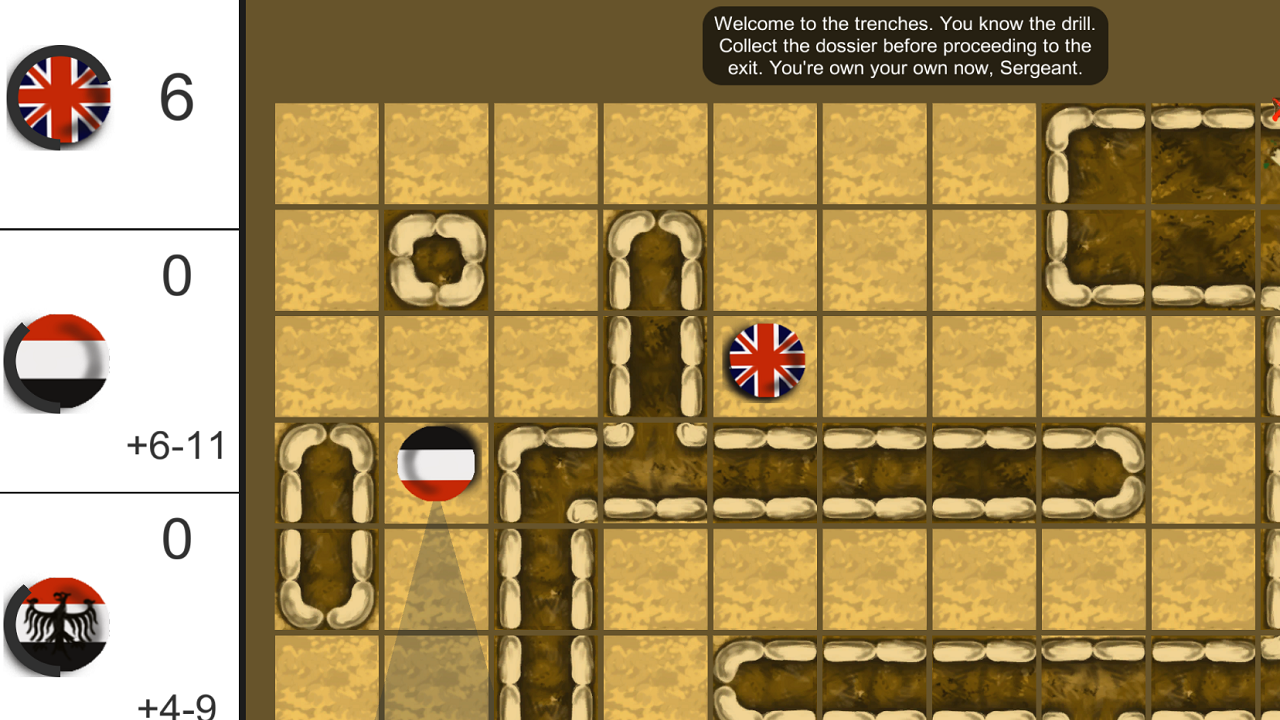 Welcome to the trenches. You know the drill.
Collect the dossier before proceeding to the
exit. You're own your own now, Sergeant.
6
0
+6-11
0
+4-9